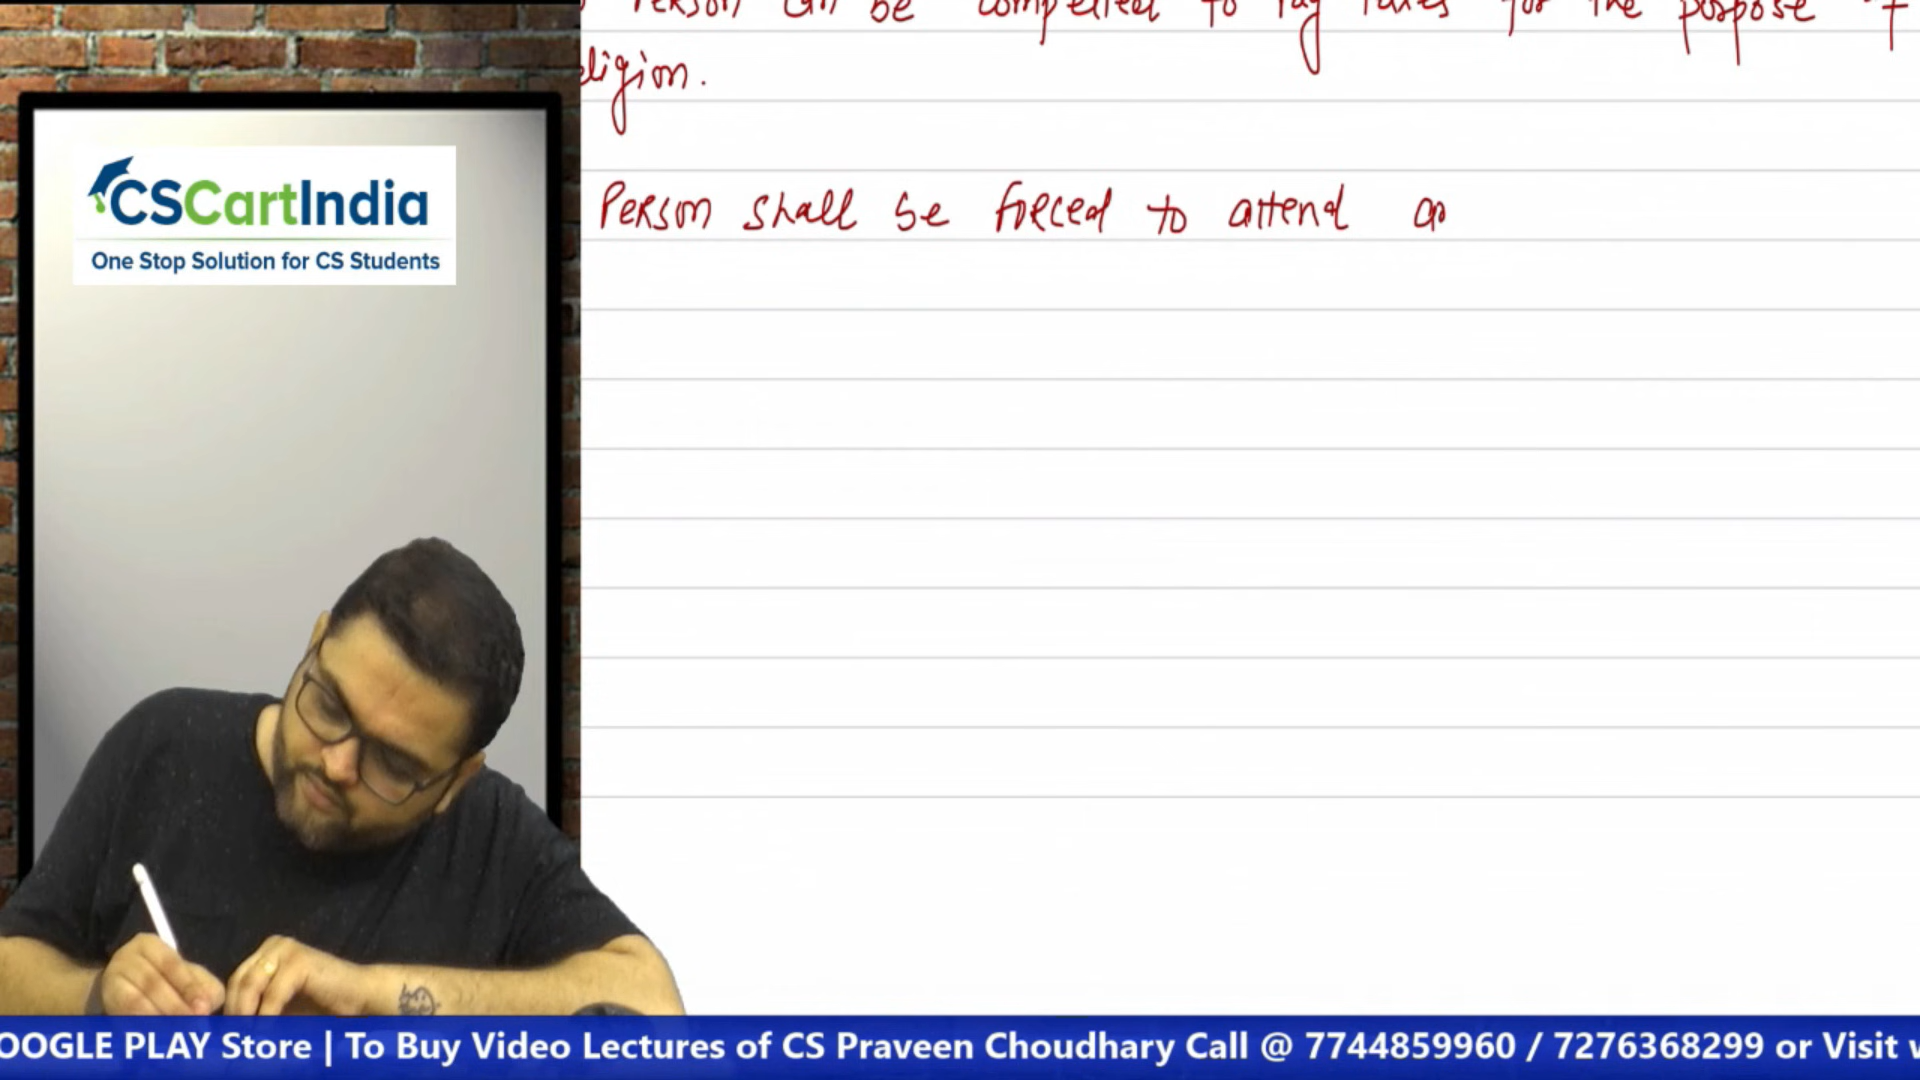 Person can be compelled to pay taxes for the purpose of
eligion.
Person shall be forced to attend an
CSCartIndia
One Stop Solution for CS Students
OOGLE PLAY Store | To Buy Video Lectures of CS Praveen Choudhary Call @ 7744859960 / 7276368299 or Visit